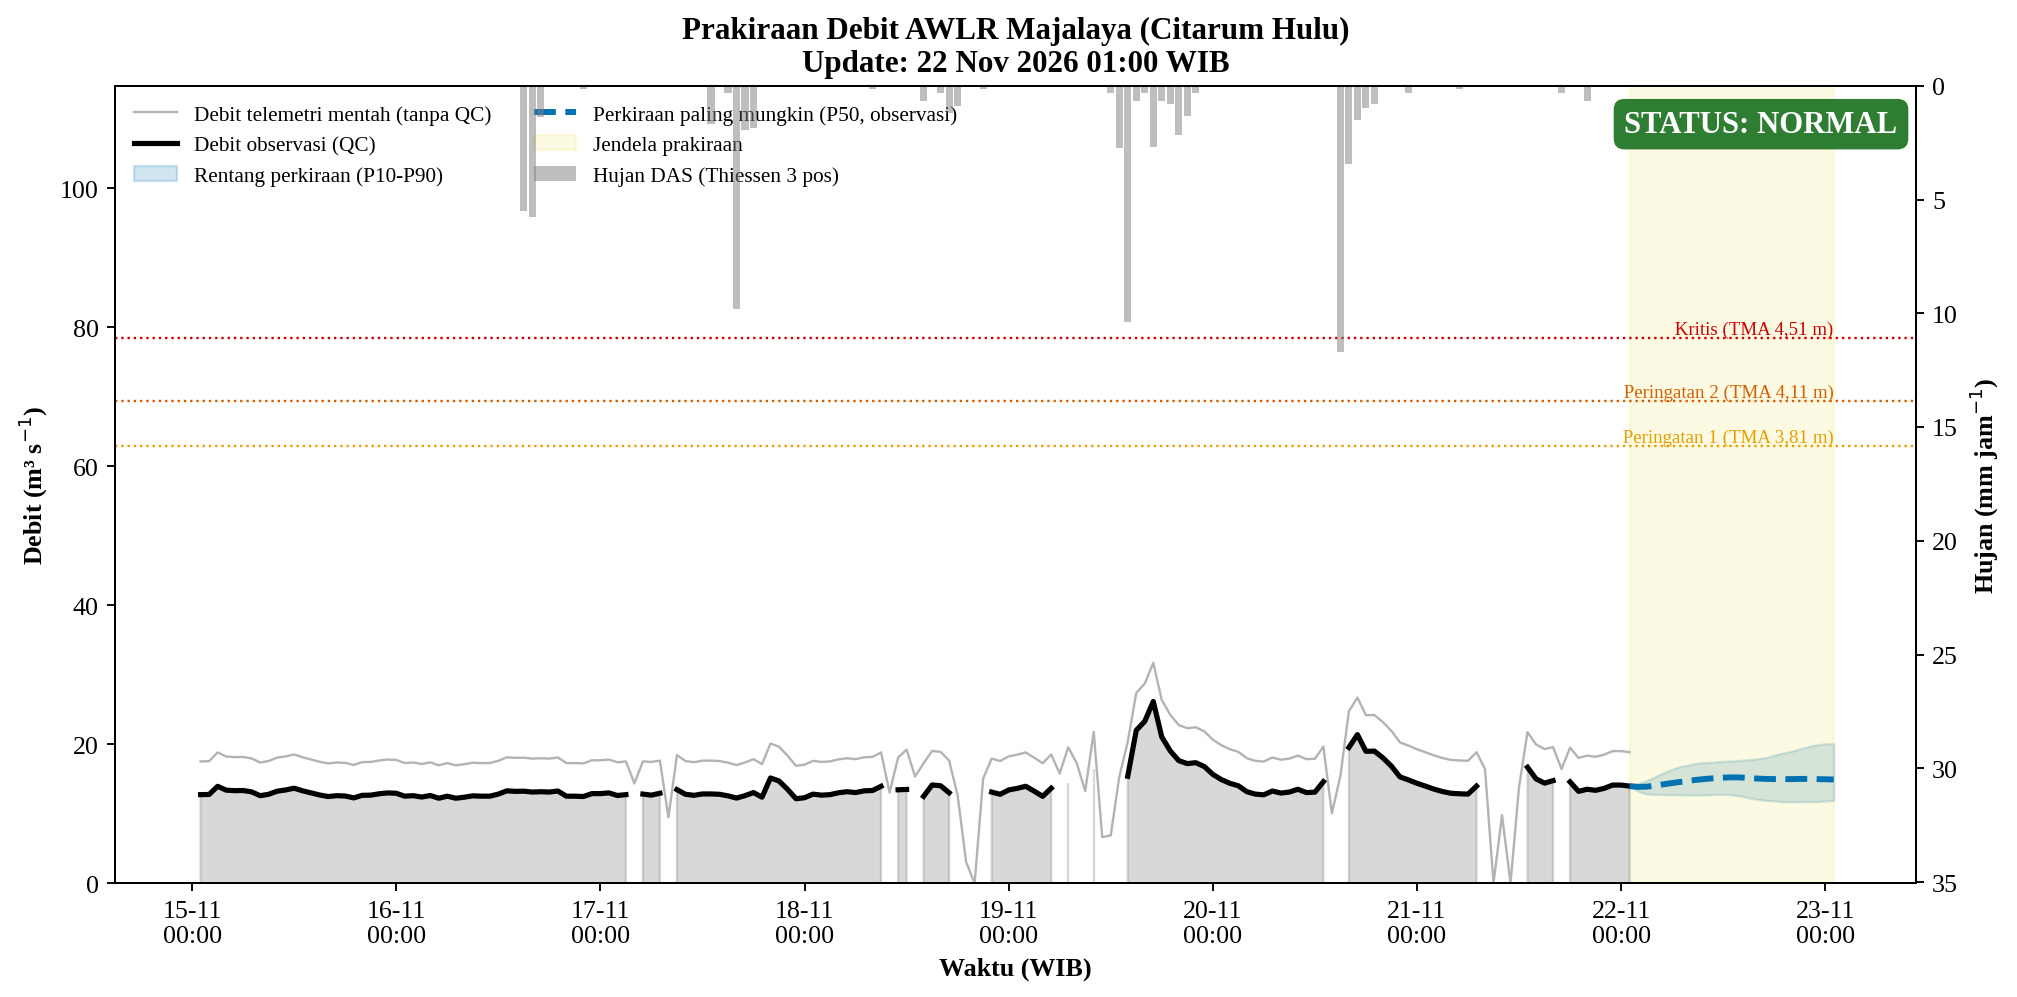 Prakiraan Debit AWLR Majalaya (Citarum Hulu)
Update: 22 Nov 2026 01:00 WIB
Debit telemetri mentah (tanpa QC)
Debit observasi (QC)
Rentang perkiraan (P10-P90)
Perkiraan paling mungkin (P50, observasi)
Jendela prakiraan
Hujan DAS (Thiessen 3 pos)
STATUS: NORMAL
Kritis (TMA 4,51 m)
Peringatan 2 (TMA 4,11 m)
Peringatan 1 (TMA 3,81 m)
Debit (m³ s⁻¹)
100
80
60
40
20
0
Hujan (mm jam⁻¹)
0
5
10
15
20
25
30
35
15-11 00:00
16-11 00:00
17-11 00:00
18-11 00:00
19-11 00:00
20-11 00:00
21-11 00:00
22-11 00:00
23-11 00:00
Waktu (WIB)